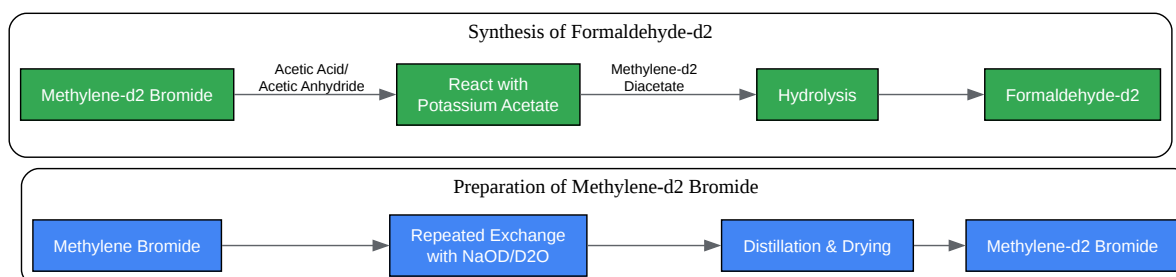 Synthesis of Formaldehyde-d2
Methylene-d2 Bromide
Acetic Acid/
Acetic Anhydride
React with
Potassium Acetate
Methylene-d2
Diacetate
Hydrolysis
Formaldehyde-d2
Preparation of Methylene-d2 Bromide
Methylene Bromide
Repeated Exchange
with NaOD/D2O
Distillation & Drying
Methylene-d2 Bromide